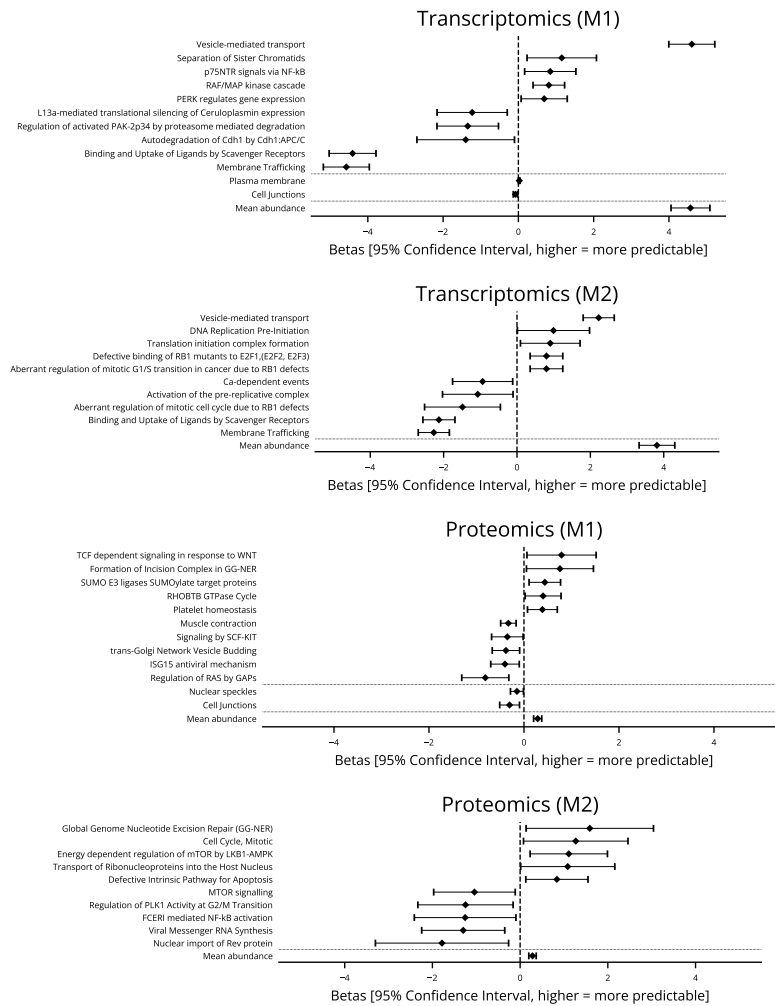 Transcriptomics (M1)
Vesicle-mediated transport
Separation of Sister Chromatids
p75NTR signals via NF-kB
RAF/MAP kinase cascade
PERK regulates gene expression
L13a-mediated translational silencing of Ceruloplasmin expression
Regulation of activated PAK-2p34 by proteasome mediated degradation
Autodegradation of Cdh1 by Cdh1:APC/C
Binding and Uptake of Ligands by Scavenger Receptors
Membrane Trafficking
Plasma membrane
Cell Junctions
Mean abundance
−4 −2 0 2 4
Betas [95% Confidence Interval, higher = more predictable]
Transcriptomics (M2)
Vesicle-mediated transport
DNA Replication Pre-Initiation
Translation initiation complex formation
Defective binding of RB1 mutants to E2F1,(E2F2, E2F3)
Aberrant regulation of mitotic G1/S transition in cancer due to RB1 defects
Ca-dependent events
Activation of the pre-replicative complex
Aberrant regulation of mitotic cell cycle due to RB1 defects
Binding and Uptake of Ligands by Scavenger Receptors
Membrane Trafficking
Mean abundance
−4 −2 0 2 4
Betas [95% Confidence Interval, higher = more predictable]
Proteomics (M1)
TCF dependent signaling in response to WNT
Formation of Incision Complex in GG-NER
SUMO E3 ligases SUMOylate target proteins
RHOBTB GTPase Cycle
Platelet homeostasis
Muscle contraction
Signaling by SCF-KIT
trans-Golgi Network Vesicle Budding
ISG15 antiviral mechanism
Regulation of RAS by GAPs
Nuclear speckles
Cell Junctions
Mean abundance
−4 −2 0 2 4
Betas [95% Confidence Interval, higher = more predictable]
Proteomics (M2)
Global Genome Nucleotide Excision Repair (GG-NER)
Cell Cycle, Mitotic
Energy dependent regulation of mTOR by LKB1-AMPK
Transport of Ribonucleoproteins into the Host Nucleus
Defective Intrinsic Pathway for Apoptosis
MTOR signalling
Regulation of PLK1 Activity at G2/M Transition
FCERI mediated NF-kB activation
Viral Messenger RNA Synthesis
Nuclear import of Rev protein
Mean abundance
−4 −2 0 2 4
Betas [95% Confidence Interval, higher = more predictable]